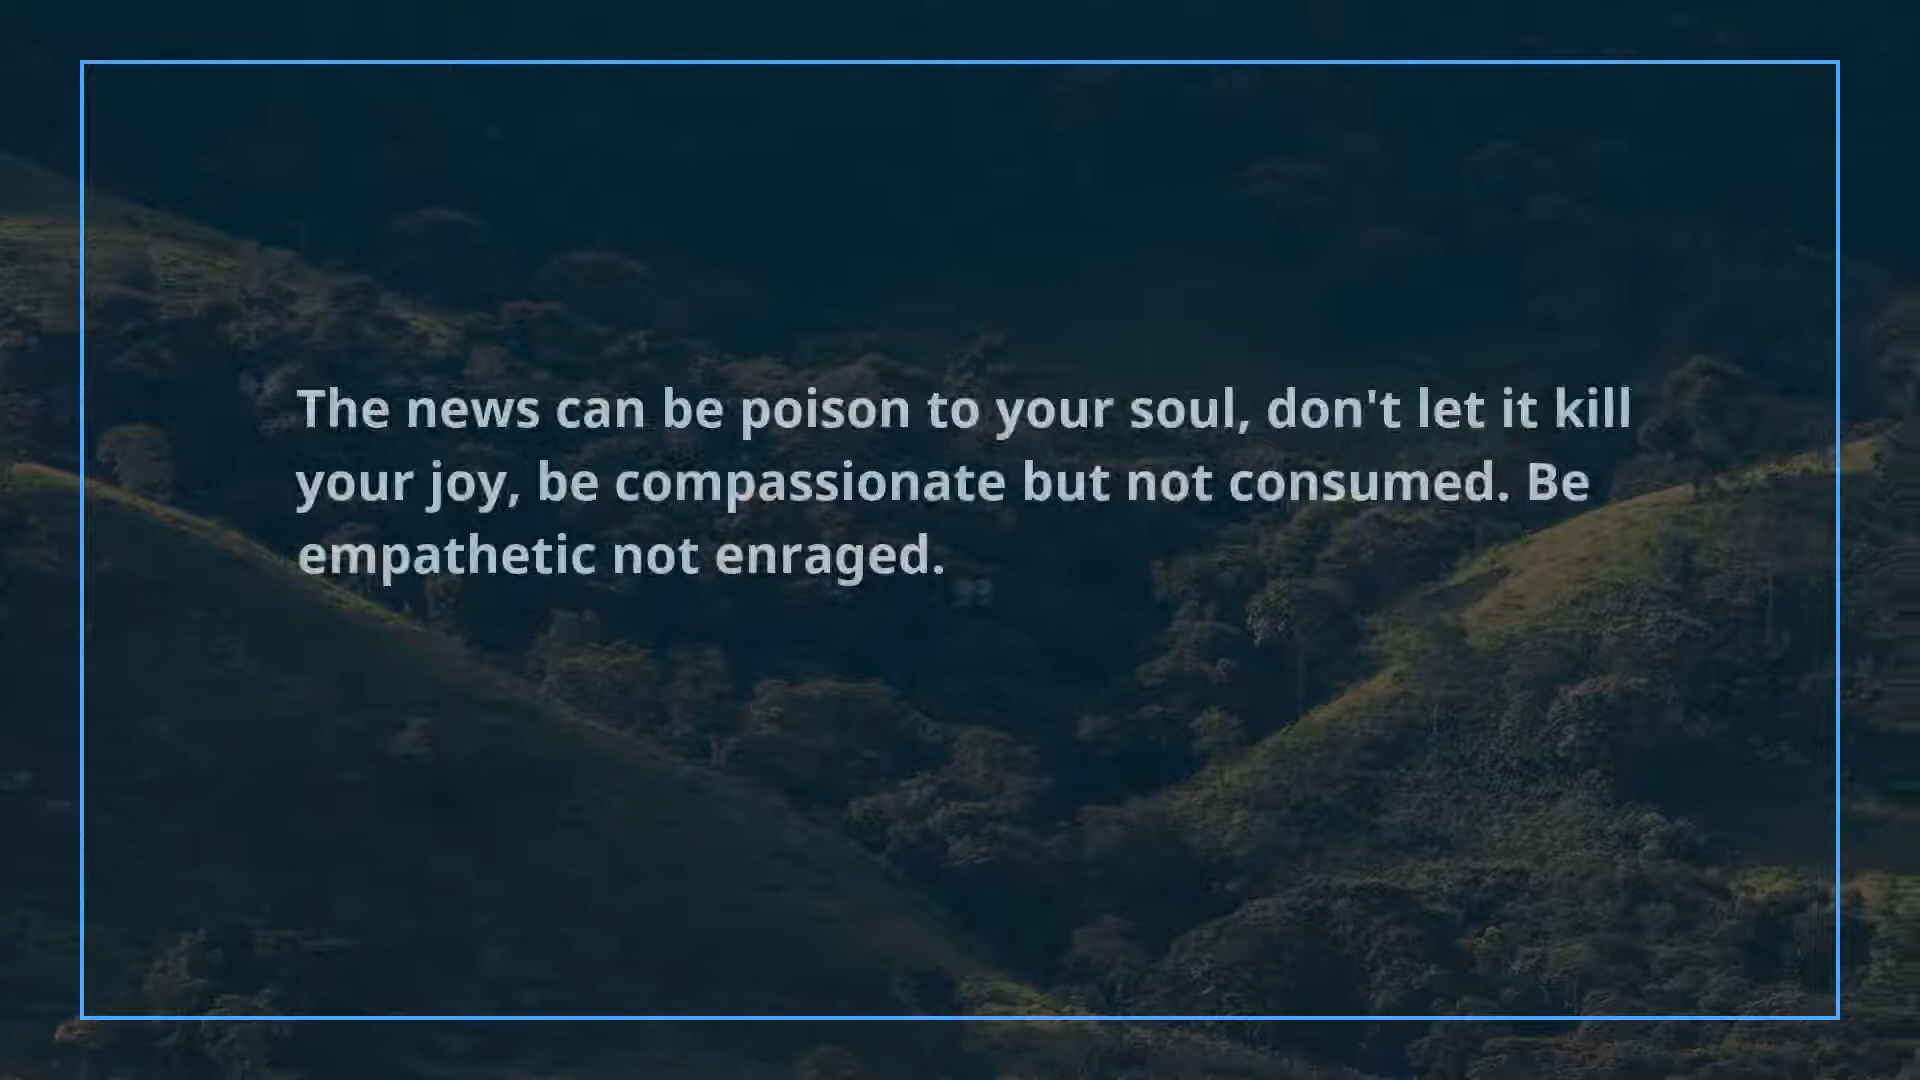 The news can be poison to your soul, don't let it kill
your joy, be compassionate but not consumed. Be
empathetic not enraged.